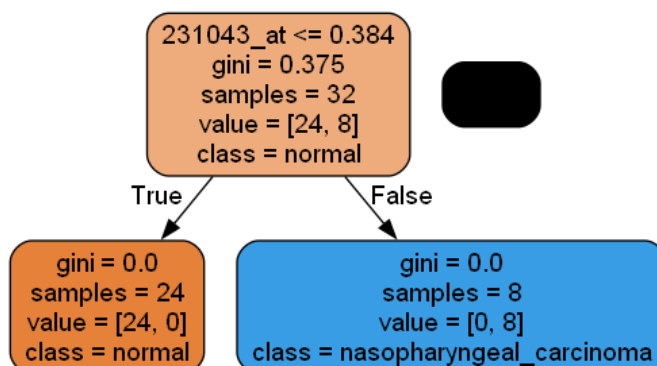 231043_at <= 0.384
gini = 0.375
samples = 32
value = [24, 8]
class = normal
True
False
gini = 0.0
samples = 24
value = [24, 0]
class = normal
gini = 0.0
samples = 8
value = [0, 8]
class = nasopharyngeal_carcinoma